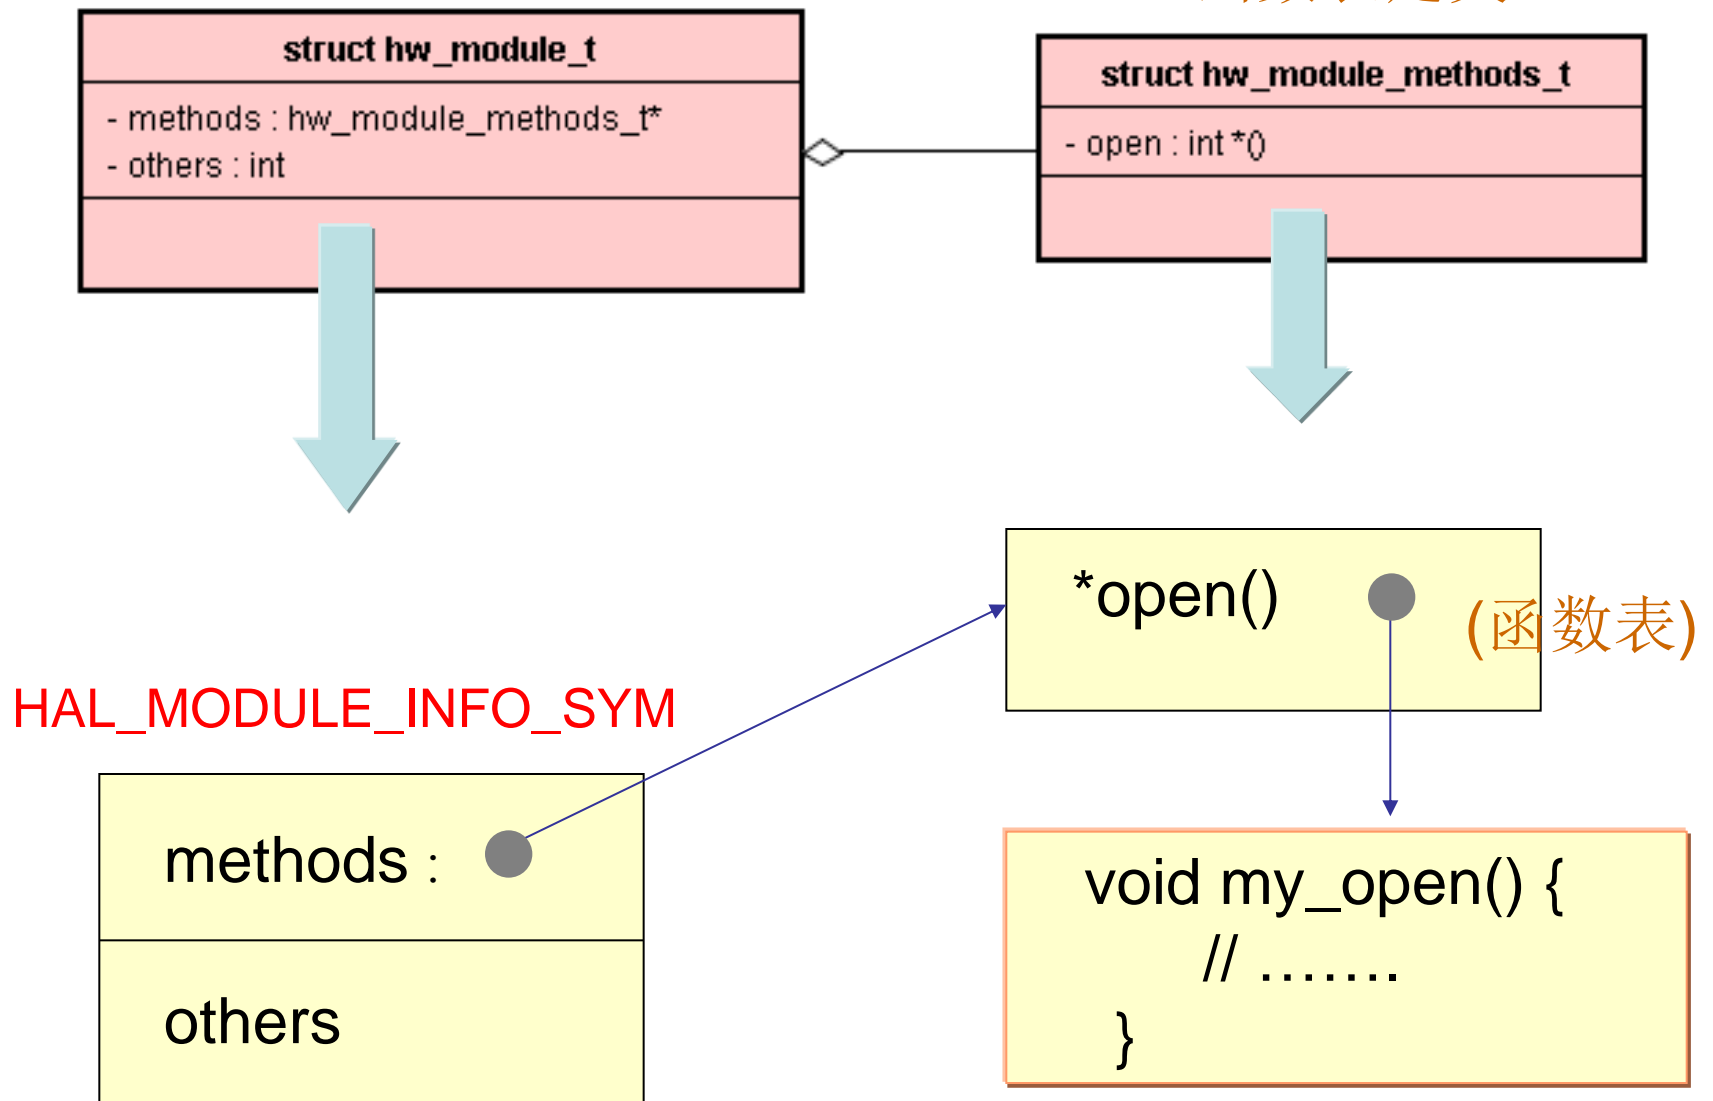 struct hw_module_t
- methods : hw_module_methods_t*
- others : int
struct hw_module_methods_t
- open : int *()
*open()
(函数表)
HAL_MODULE_INFO_SYM
methods :
others
void my_open() {
// .......
}